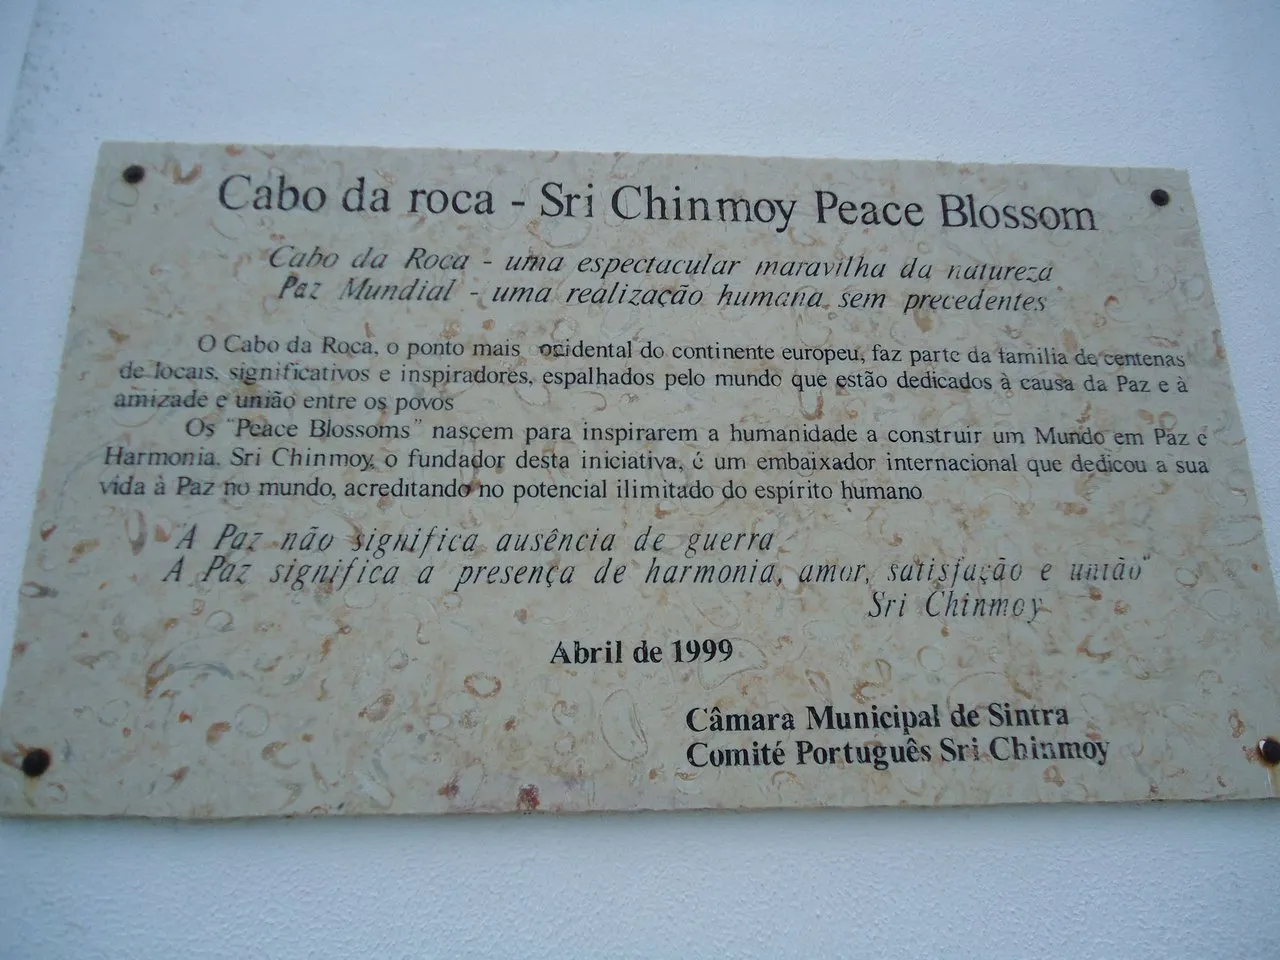 Cabo da roca - Sri Chinmoy Peace Blossom
Cabo da Roca - uma espectacular maravilha da natureza
Paz Mundial - uma realização humana sem precedentes
O Cabo da Roca, o ponto mais ocidental do continente europeu, faz parte da família de centenas
de locais, significativos e inspiradores, espalhados pelo mundo que estão dedicados à causa da Paz e à
amizade e união entre os povos
Os "Peace Blossoms" nascem para inspirarem a humanidade a construir um Mundo em Paz e
Harmonia. Sri Chinmoy, o fundador desta iniciativa, é um embaixador internacional que dedicou a sua
vida à Paz no mundo, acreditando no potencial ilimitado do espírito humano
"A Paz não significa ausência de guerra
A Paz significa a presença de harmonia, amor, satisfação e união"
Sri Chinmoy
Abril de 1999
Câmara Municipal de Sintra
Comité Português Sri Chinmoy